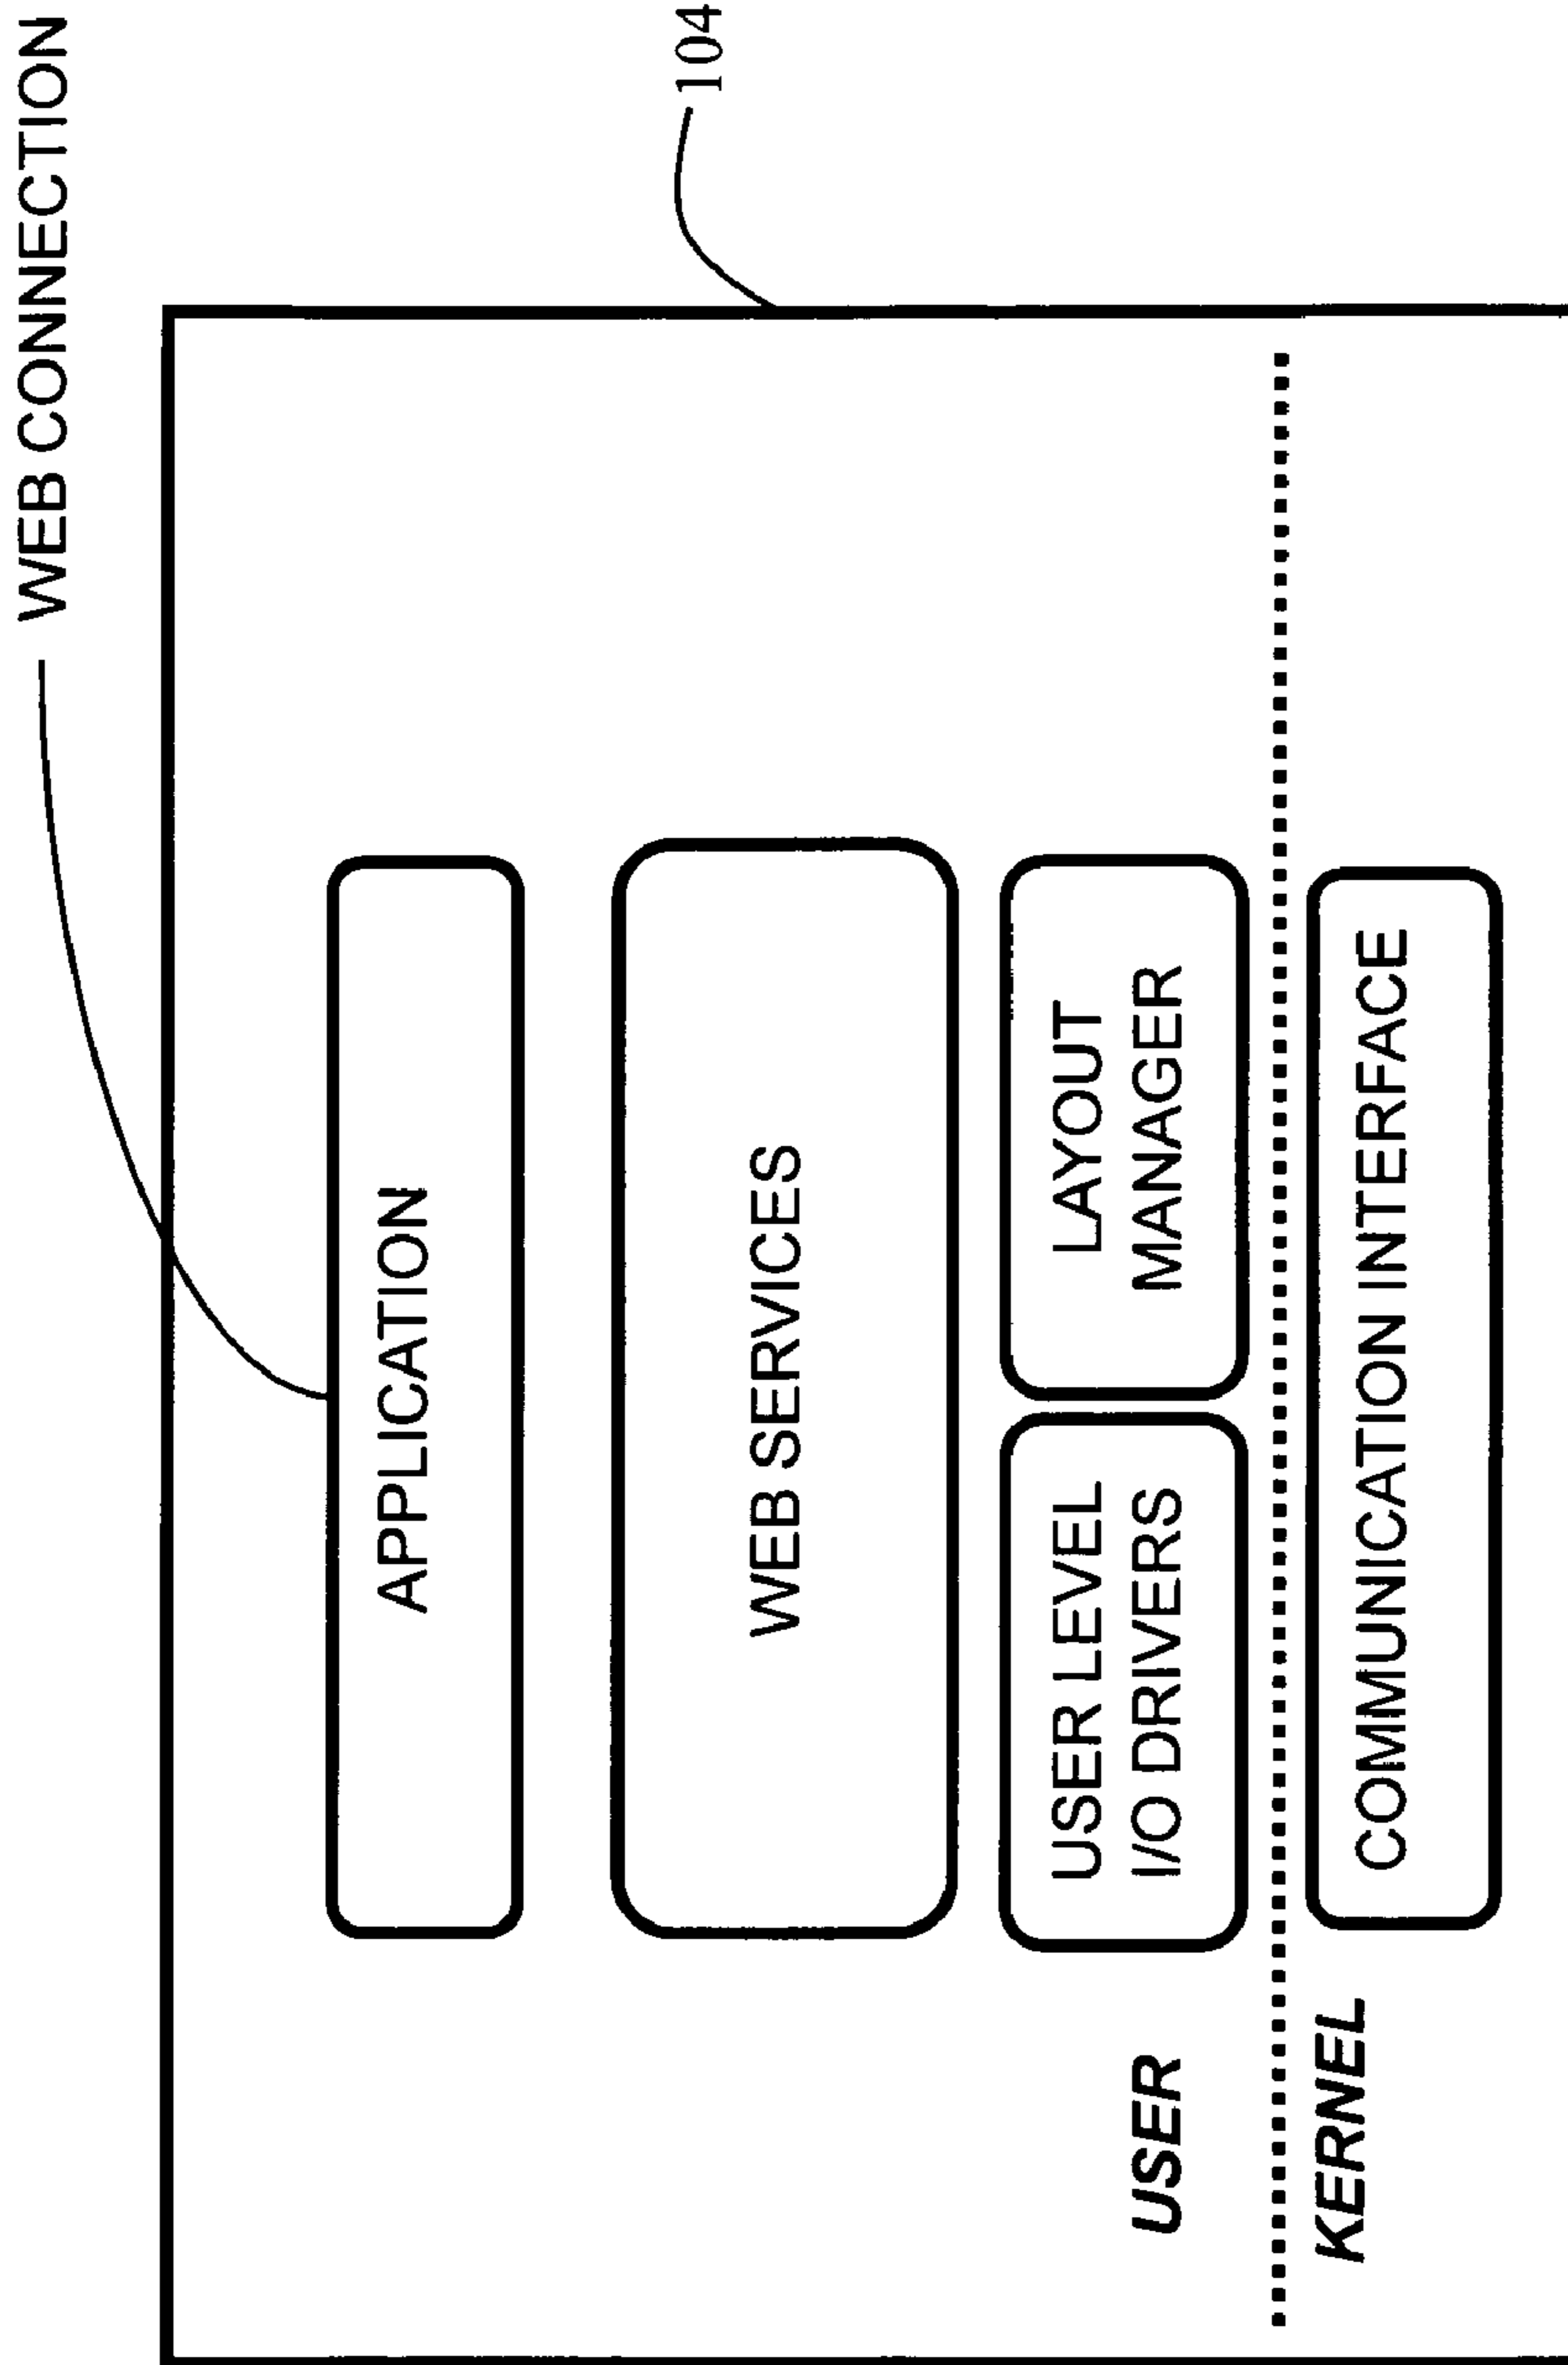 WEB CONNECTION
104
APPLICATION
WEB SERVICES
USER LEVEL
I/O DRIVERS
LAYOUT
MANAGER
USER
KERNEL
COMMUNICATION INTERFACE